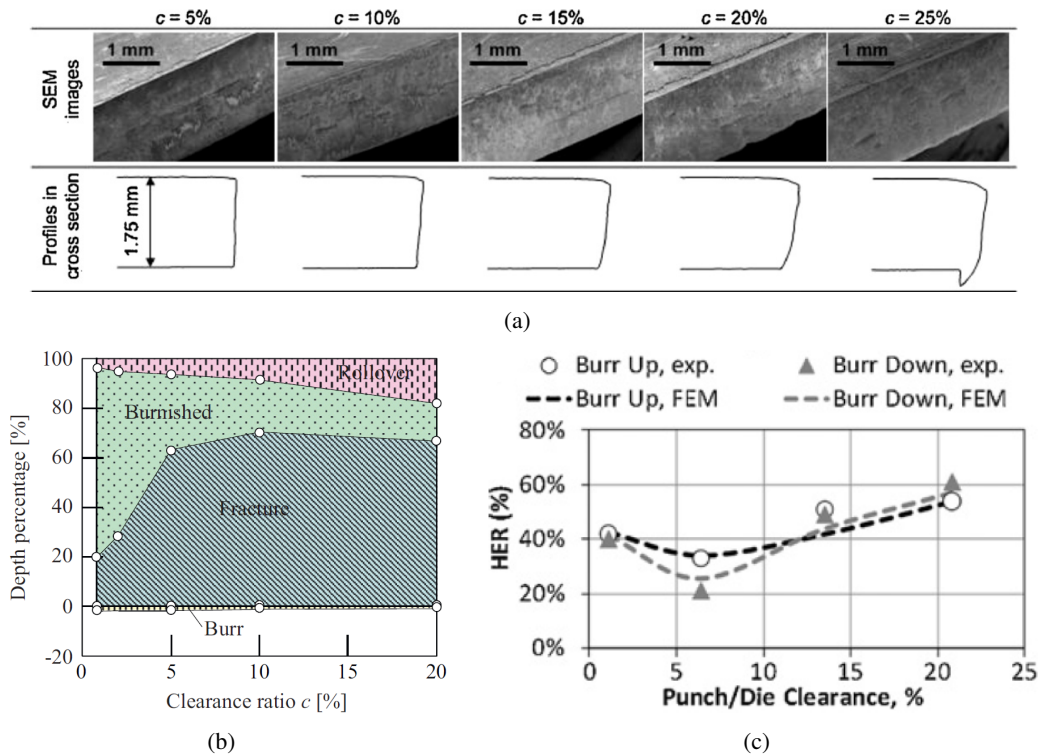 c = 5% c = 10% c = 15% c = 20% c = 25%
SEM
images
1 mm 1 mm 1 mm 1 mm 1 mm
Profiles in
cross section
1.75 mm
(a)
Depth percentage [%]
100
80
60
40
20
0
-20
Rollover
Burnished
Fracture
Burr
0 5 10 15 20
Clearance ratio c [%]
(b)
Burr Up, exp. Burr Down, exp.
Burr Up, FEM Burr Down, FEM
HER (%)
80%
60%
40%
20%
0%
0 5 10 15 20 25
Punch/Die Clearance, %
(c)